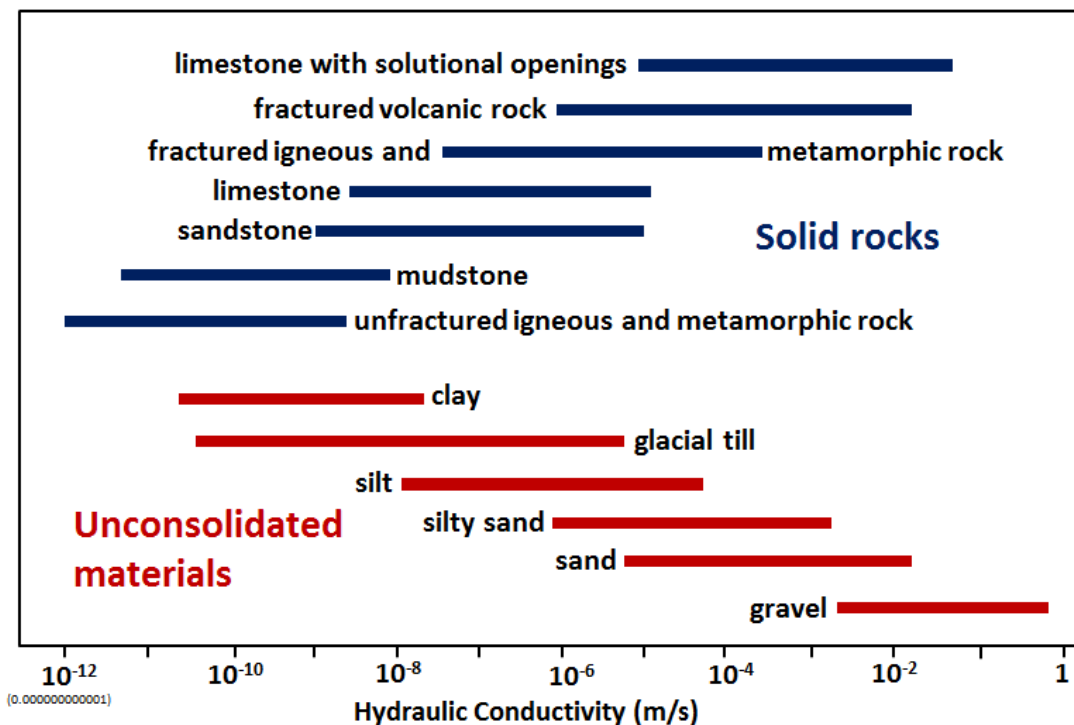 limestone with solutional openings
fractured volcanic rock
fractured igneous and metamorphic rock
limestone
sandstone
Solid rocks
mudstone
unfractured igneous and metamorphic rock
clay
glacial till
silt
Unconsolidated
materials
silty sand
sand
gravel
10⁻¹² 10⁻¹⁰ 10⁻⁸ 10⁻⁶ 10⁻⁴ 10⁻² 1
(0.000000000001)
Hydraulic Conductivity (m/s)